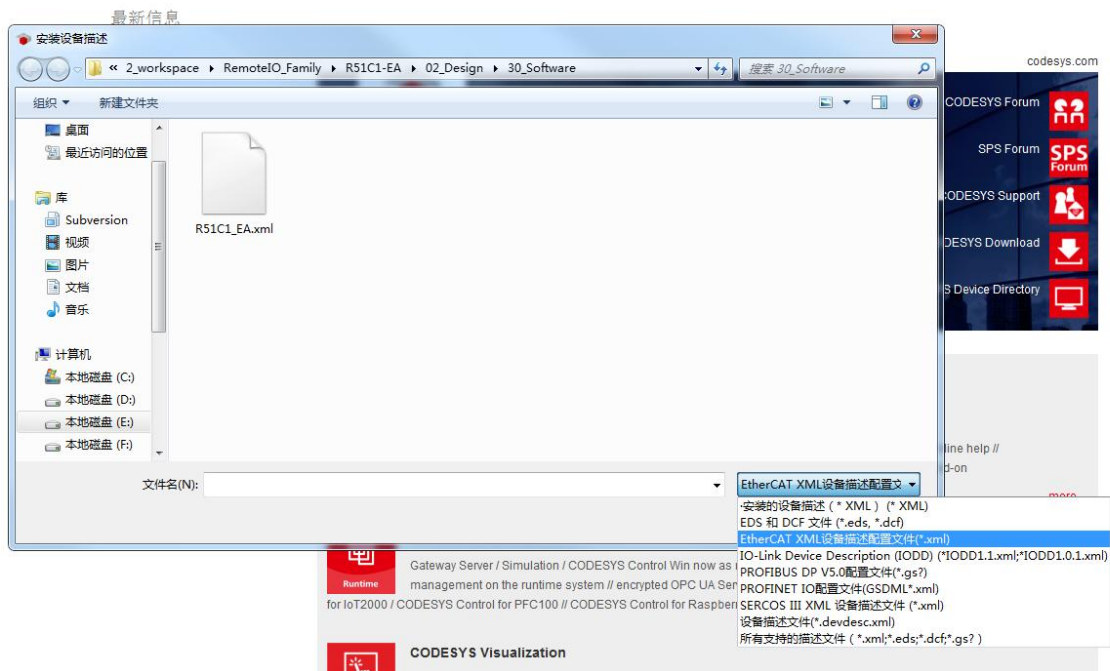 最新信息
安装设备描述
x
« 2_workspace RemoteIO_Family R51C1-EA 02_Design 30_Software
搜索 30_Software
codesys.com
组织 新建文件夹
桌面
最近访问的位置
库
Subversion
视频
图片
文档
音乐
计算机
本地磁盘 (C:)
本地磁盘 (D:)
本地磁盘 (E:)
本地磁盘 (F:)
R51C1_EA.xml
CODESYS Forum
SPS Forum
SPS
Forum
CODESYS Support
DESYS Download
S Device Directory
line help //
d-on
more
文件名(N):
EtherCAT XML设备描述配置文
安装的设备描述 ( * XML ) (* XML)
EDS 和 DCF 文件 (*.eds, *.dcf)
EtherCAT XML设备描述配置文件(*.xml)
IO-Link Device Description (IODD) (*IODD1.1.xml;*IODD1.0.1.xml)
PROFIBUS DP V5.0配置文件(*.gs?)
PROFINET IO配置文件(GSDML*.xml)
SERCOS III XML 设备描述文件 (*.xml)
设备描述文件(*.devdesc.xml)
所有支持的描述文件 ( *.xml;*.eds;*.dcf;*.gs? )
Runtime
Gateway Server / Simulation / CODESYS Control Win now as
management on the runtime system // encrypted OPC UA Ser
for IoT2000 / CODESYS Control for PFC100 // CODESYS Control for Raspber
CODESYS Visualization